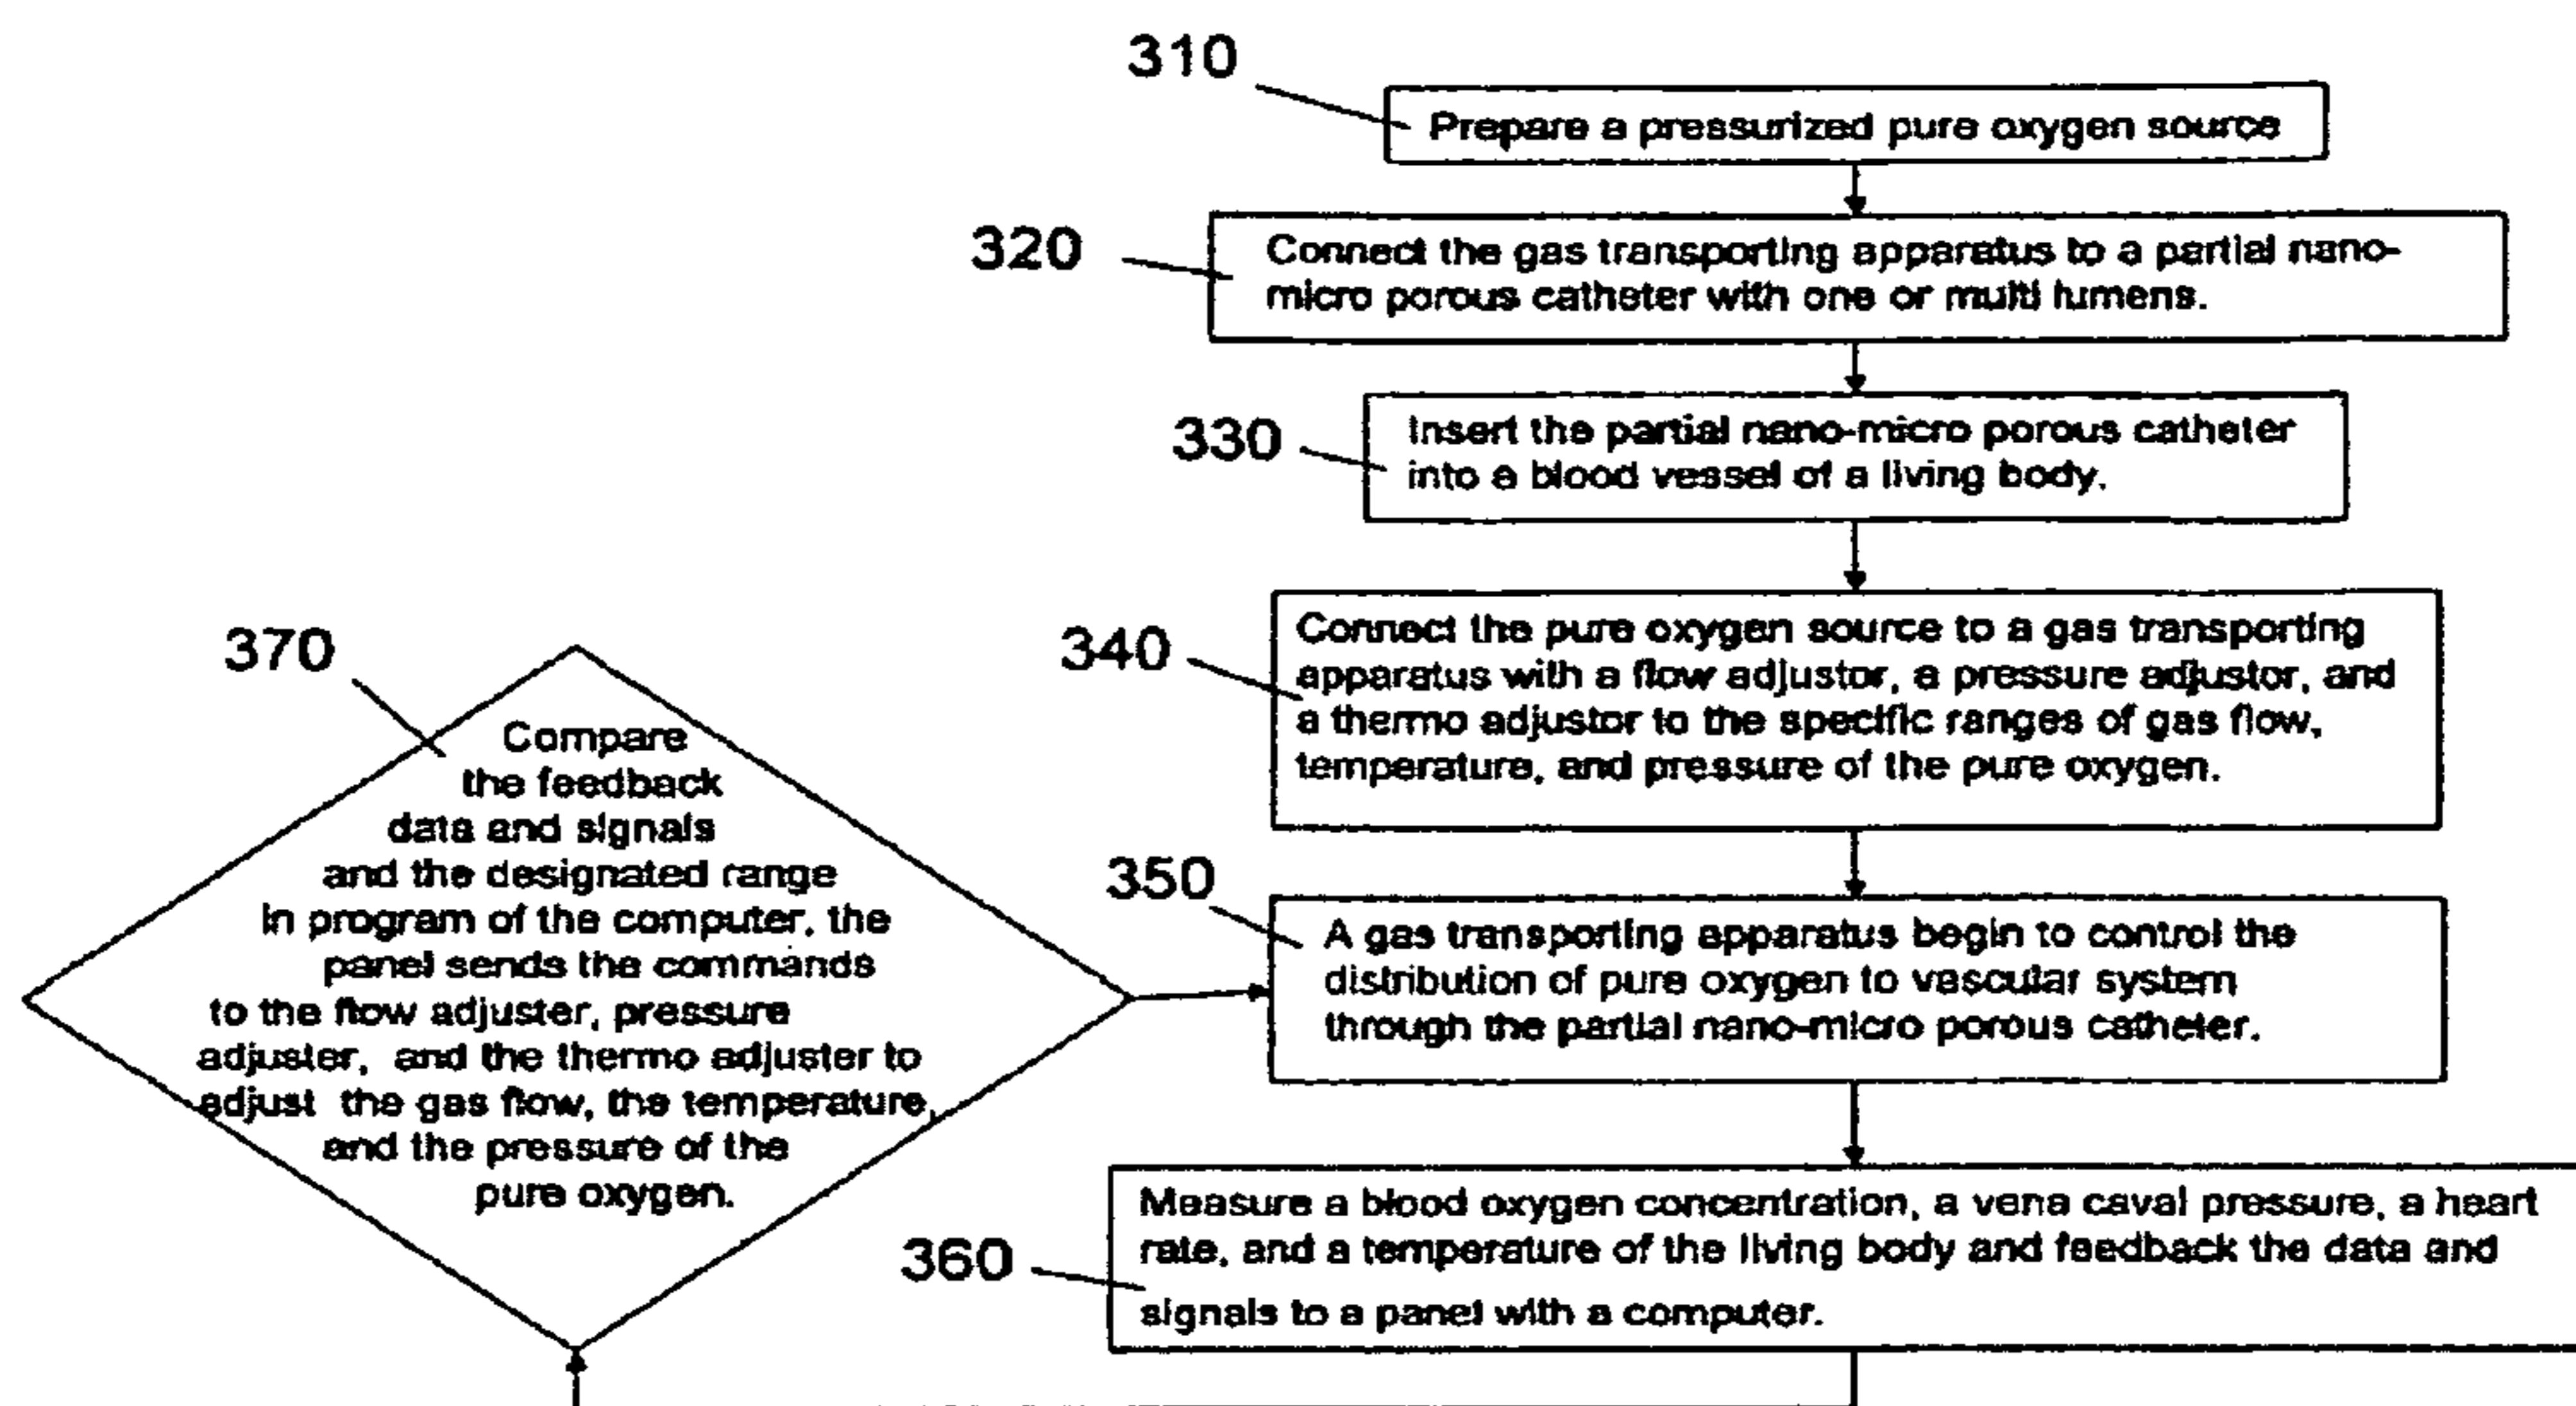 310
Prepare a pressurized pure oxygen source
320
Connect the gas transporting apparatus to a partial nano-
micro porous catheter with one or multi lumens.
330
Insert the partial nano-micro porous catheter
into a blood vessel of a living body.
340
Connect the pure oxygen source to a gas transporting
apparatus with a flow adjustor, a pressure adjustor, and
a thermo adjustor to the specific ranges of gas flow,
temperature, and pressure of the pure oxygen.
350
A gas transporting apparatus begin to control the
distribution of pure oxygen to vascular system
through the partial nano-micro porous catheter.
360
Measure a blood oxygen concentration, a vena caval pressure, a heart
rate, and a temperature of the living body and feedback the data and
signals to a panel with a computer.
370
Compare
the feedback
data and signals
and the designated range
in program of the computer, the
panel sends the commands
to the flow adjuster, pressure
adjuster, and the thermo adjuster to
adjust the gas flow, the temperature,
and the pressure of the
pure oxygen.